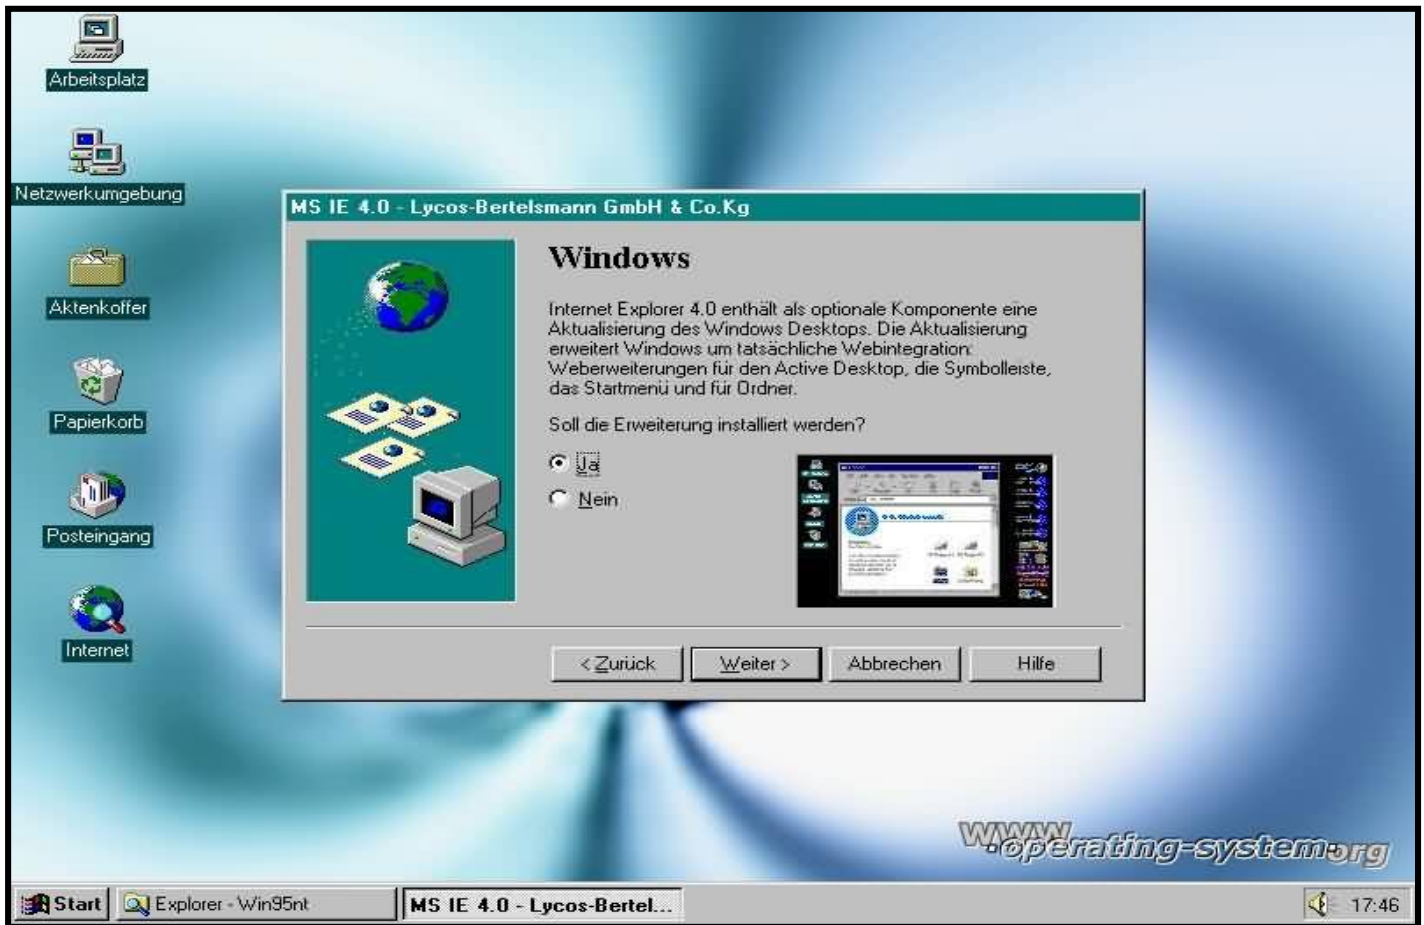 Arbeitsplatz
Netzwerkumgebung
Aktenkoffer
Papierkorb
Posteingang
Internet
MS IE 4.0 - Lycos-Bertelsmann GmbH & Co.Kg
Windows
Internet Explorer 4.0 enthält als optionale Komponente eine
Aktualisierung des Windows Desktops. Die Aktualisierung
erweitert Windows um tatsächliche Webintegration:
Weberweiterungen für den Active Desktop, die Symbolleiste,
das Startmenü und für Ordner.
Soll die Erweiterung installiert werden?
Ja
Nein
< Zurück
Weiter >
Abbrechen
Hilfe
www.operating-system.org
Start
Explorer - Win95nt
MS IE 4.0 - Lycos-Bertel...
17:46